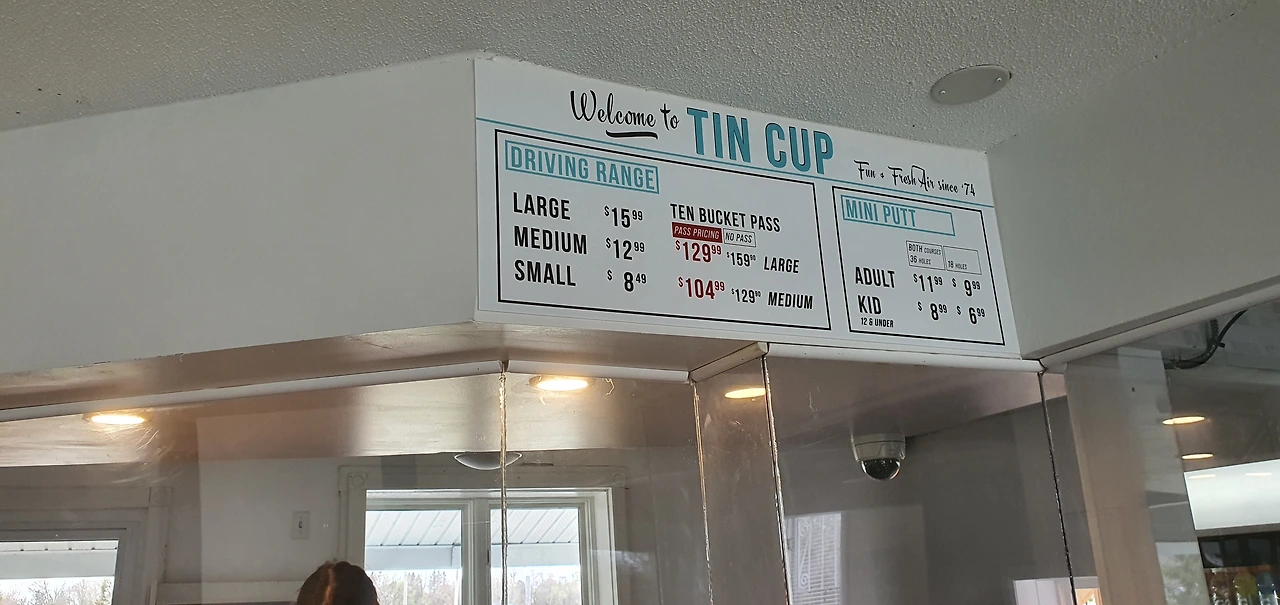 Welcome to TIN CUP
Fun + Fresh Air since '74
DRIVING RANGE
LARGE $15.99
MEDIUM $12.99
SMALL $8.49
TEN BUCKET PASS
PASS PRICING NO PASS
$129.99 $159.90 LARGE
$104.99 $129.90 MEDIUM
MINI PUTT
BOTH COURSES
36 HOLES 18 HOLES
ADULT $11.99 $9.99
KID $8.99 $6.99
12 & UNDER